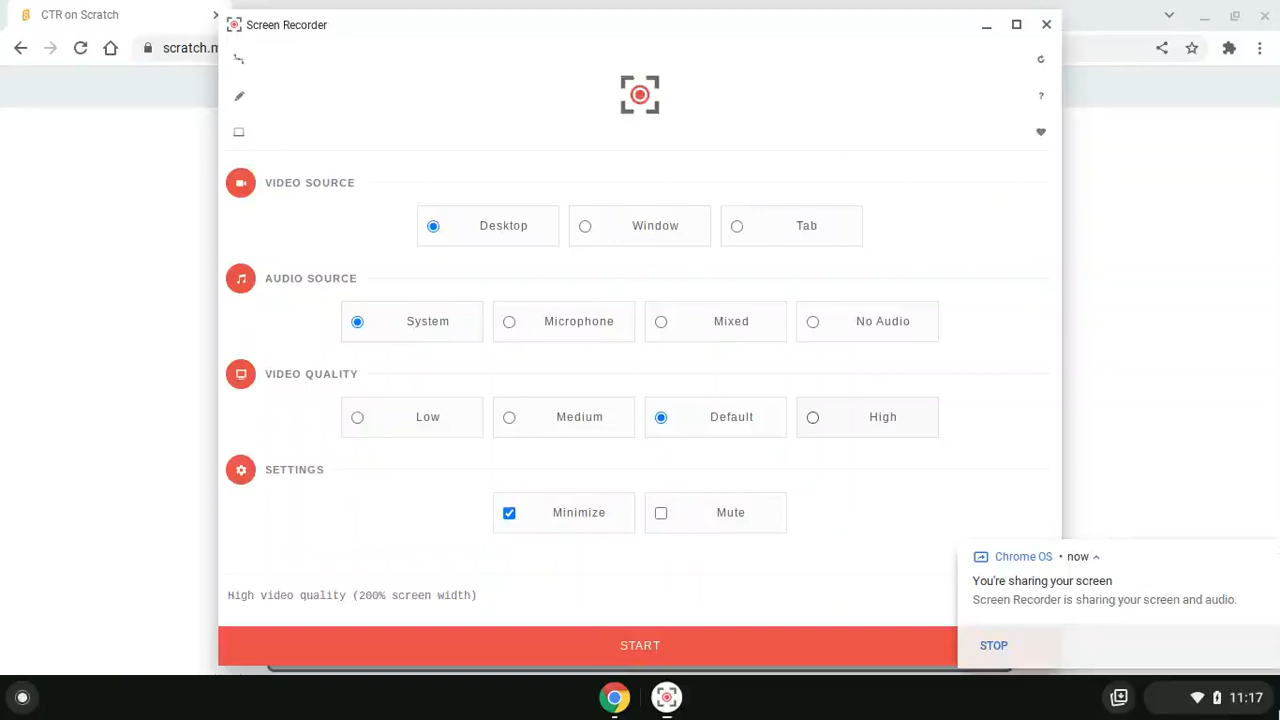 CTR on Scratch
Screen Recorder
scratch.m
?
VIDEO SOURCE
Desktop
Window
Tab
AUDIO SOURCE
System
Microphone
Mixed
No Audio
VIDEO QUALITY
Low
Medium
Default
High
SETTINGS
Minimize
Mute
Chrome OS • now
You're sharing your screen
Screen Recorder is sharing your screen and audio.
High video quality (200% screen width)
START
STOP
11:17